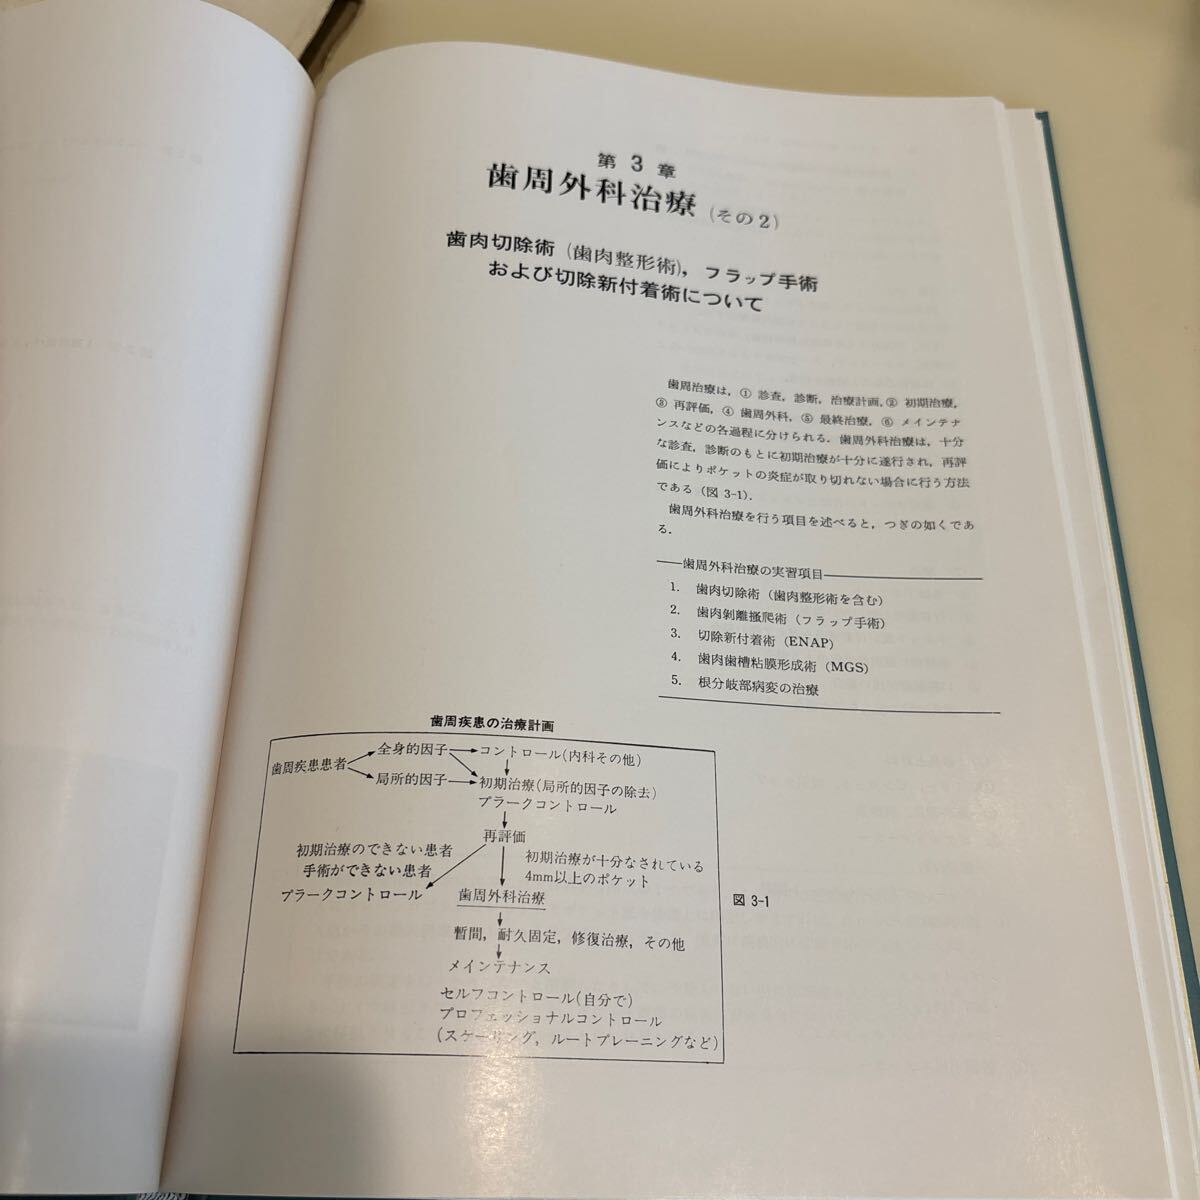 第3章
歯周外科治療(その2)
歯肉切除術(歯肉整形術),フラップ手術
および切除新付着術について
歯周治療は,① 診査,診断,治療計画,② 初期治療,
③ 再評価,④ 歯周外科,⑤ 最終治療,⑥ メインテナ
ンスなどの各過程に分けられる.歯周外科治療は,十分
な診査,診断のもとに初期治療が十分に遂行され,再評
価によりポケットの炎症が取り切れない場合に行う方法
である(図 3-1).
歯周外科治療を行う項目を述べると,つぎの如くであ
る.
歯周外科治療の実習項目
1. 歯肉切除術(歯肉整形術を含む)
2. 歯肉剝離搔爬術(フラップ手術)
3. 切除新付着術(ENAP)
4. 歯肉歯槽粘膜形成術(MGS)
5. 根分岐部病変の治療
歯周疾患の治療計画
歯周疾患患者
全身的因子
コントロール(内科その他)
局所的因子
初期治療(局所的因子の除去)
プラークコントロール
再評価
初期治療のできない患者
手術ができない患者
プラークコントロール
初期治療が十分なされている
4mm以上のポケット
歯周外科治療
暫間,耐久固定,修復治療,その他
メインテナンス
セルフコントロール(自分で)
プロフェッショナルコントロール
(スケーリング,ルートプレーニングなど)
図 3-1